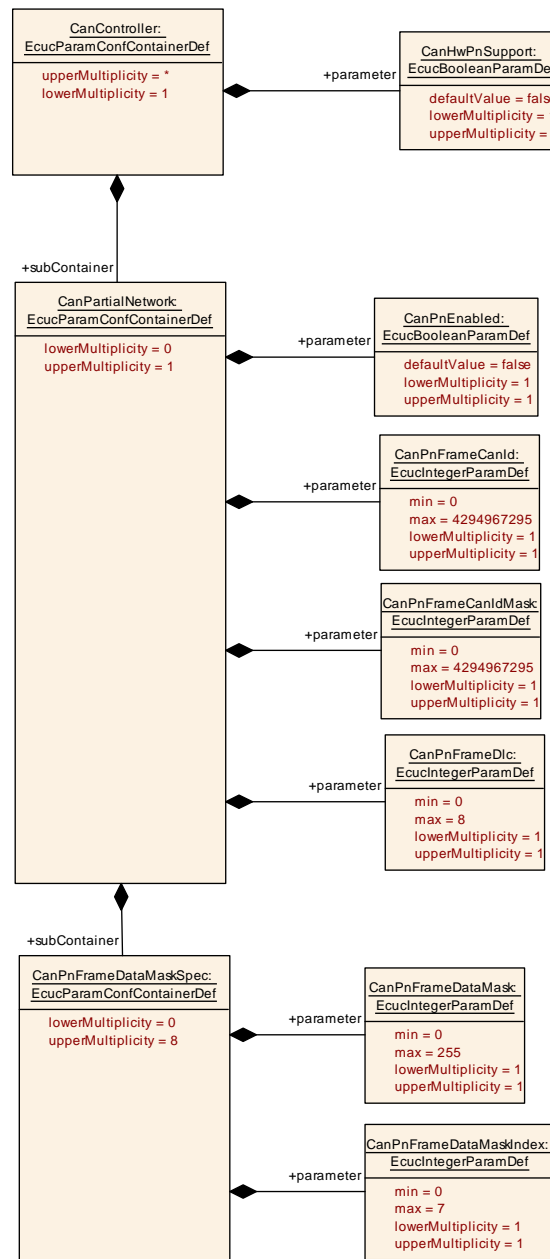 CanController:
EcucParamConfContainerDef
upperMultiplicity = *
lowerMultiplicity = 1
+parameter
CanHwPnSupport:
EcucBooleanParamDef
defaultValue = false
lowerMultiplicity =
upperMultiplicity =
+subContainer
CanPartialNetwork:
EcucParamConfContainerDef
lowerMultiplicity = 0
upperMultiplicity = 1
+parameter
CanPnEnabled:
EcucBooleanParamDef
defaultValue = false
lowerMultiplicity = 1
upperMultiplicity = 1
+parameter
CanPnFrameCanId:
EcucIntegerParamDef
min = 0
max = 4294967295
lowerMultiplicity = 1
upperMultiplicity = 1
+parameter
CanPnFrameCanIdMask:
EcucIntegerParamDef
min = 0
max = 4294967295
lowerMultiplicity = 1
upperMultiplicity = 1
+parameter
CanPnFrameDlc:
EcucIntegerParamDef
min = 0
max = 8
lowerMultiplicity = 1
upperMultiplicity = 1
+subContainer
CanPnFrameDataMaskSpec:
EcucParamConfContainerDef
lowerMultiplicity = 0
upperMultiplicity = 8
+parameter
CanPnFrameDataMask:
EcucIntegerParamDef
min = 0
max = 255
lowerMultiplicity = 1
upperMultiplicity = 1
+parameter
CanPnFrameDataMaskIndex:
EcucIntegerParamDef
min = 0
max = 7
lowerMultiplicity = 1
upperMultiplicity = 1